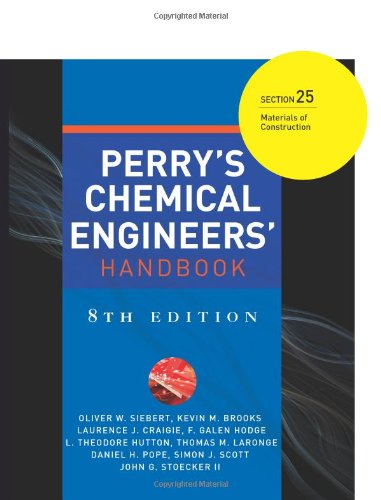 Copyrighted Material
SECTION 25
Materials of
Construction
PERRY'S
CHEMICAL
ENGINEERS'
HANDBOOK
8TH EDITION
OLIVER W. SIEBERT, KEVIN M. BROOKS
LAURENCE J. CRAIGIE, F. GALEN HODGE
L. THEODORE HUTTON, THOMAS M. LARONGE
DANIEL H. POPE, SIMON J. SCOTT
JOHN G. STOECKER II
Copyrighted Material